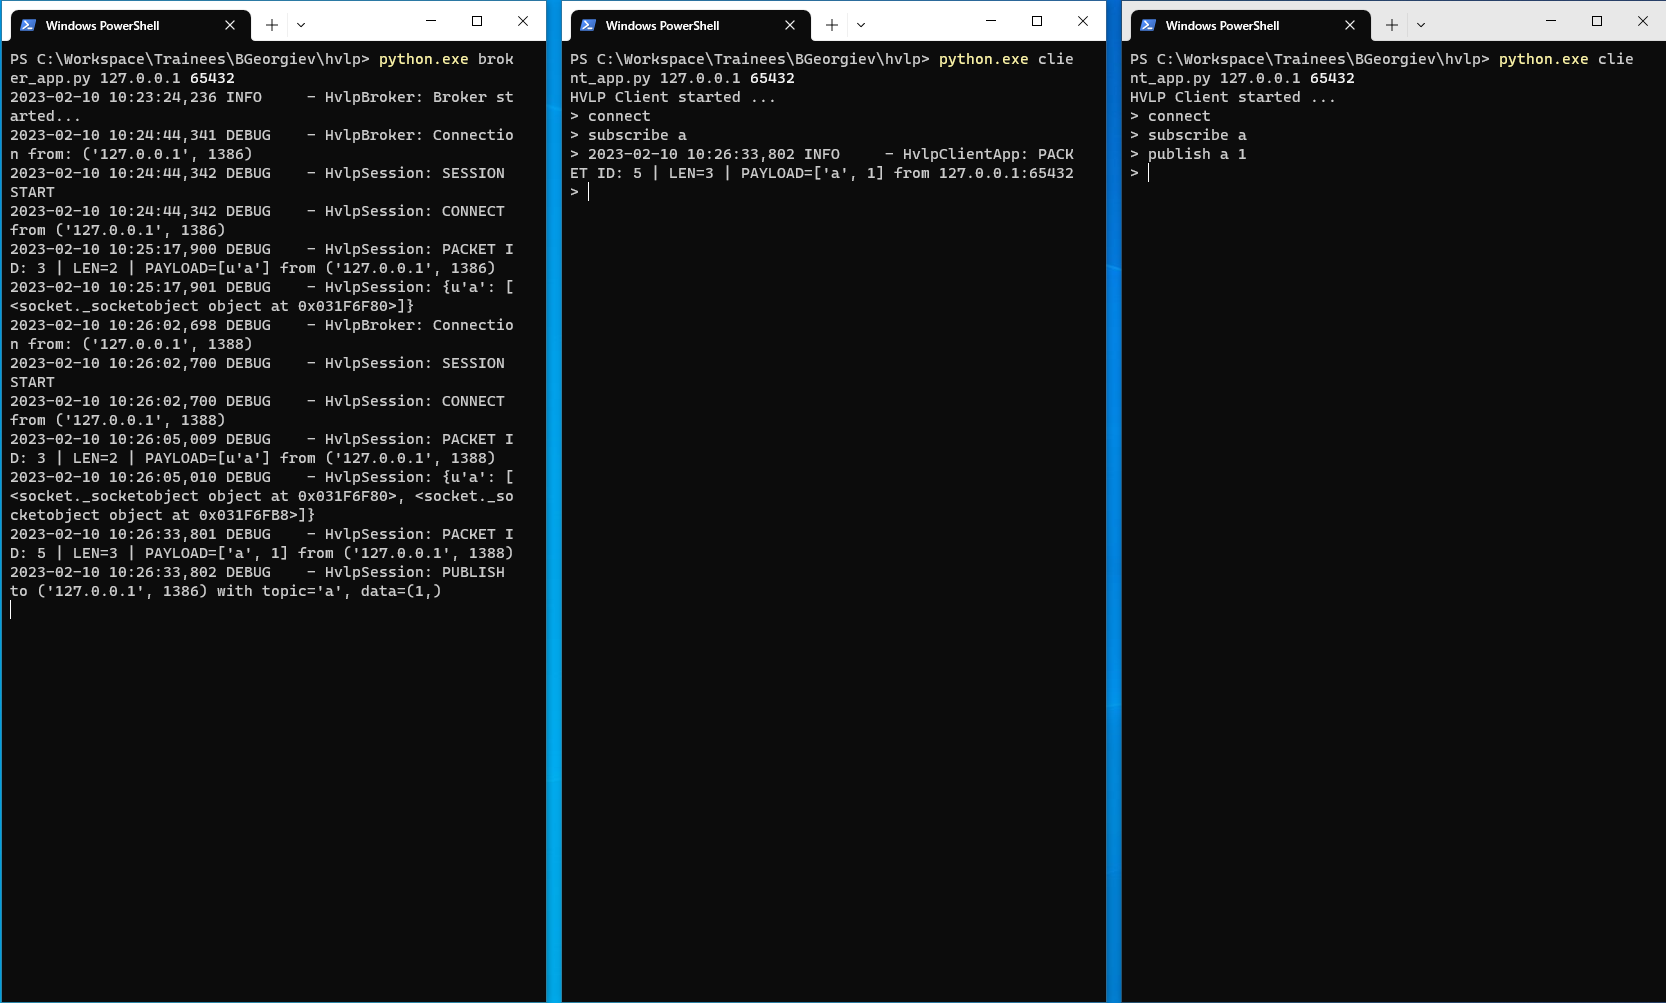 Windows PowerShell
PS C:\Workspace\Trainees\BGeorgiev\hvlp> python.exe brok
er_app.py 127.0.0.1 65432
2023-02-10 10:23:24,236 INFO     - HvlpBroker: Broker st
arted...
2023-02-10 10:24:44,341 DEBUG    - HvlpBroker: Connectio
n from: ('127.0.0.1', 1386)
2023-02-10 10:24:44,342 DEBUG    - HvlpSession: SESSION
START
2023-02-10 10:24:44,342 DEBUG    - HvlpSession: CONNECT
from ('127.0.0.1', 1386)
2023-02-10 10:25:17,900 DEBUG    - HvlpSession: PACKET I
D: 3 | LEN=2 | PAYLOAD=[u'a'] from ('127.0.0.1', 1386)
2023-02-10 10:25:17,901 DEBUG    - HvlpSession: {u'a': [
<socket._socketobject object at 0x031F6F80>]}
2023-02-10 10:26:02,698 DEBUG    - HvlpBroker: Connectio
n from: ('127.0.0.1', 1388)
2023-02-10 10:26:02,700 DEBUG    - HvlpSession: SESSION
START
2023-02-10 10:26:02,700 DEBUG    - HvlpSession: CONNECT
from ('127.0.0.1', 1388)
2023-02-10 10:26:05,009 DEBUG    - HvlpSession: PACKET I
D: 3 | LEN=2 | PAYLOAD=[u'a'] from ('127.0.0.1', 1388)
2023-02-10 10:26:05,010 DEBUG    - HvlpSession: {u'a': [
<socket._socketobject object at 0x031F6F80>, <socket._so
cketobject object at 0x031F6FB8>]}
2023-02-10 10:26:33,801 DEBUG    - HvlpSession: PACKET I
D: 5 | LEN=3 | PAYLOAD=['a', 1] from ('127.0.0.1', 1388)
2023-02-10 10:26:33,802 DEBUG    - HvlpSession: PUBLISH
to ('127.0.0.1', 1386) with topic='a', data=(1,)
Windows PowerShell
PS C:\Workspace\Trainees\BGeorgiev\hvlp> python.exe clie
nt_app.py 127.0.0.1 65432
HVLP Client started ...
> connect
> subscribe a
> 2023-02-10 10:26:33,802 INFO     - HvlpClientApp: PACK
ET ID: 5 | LEN=3 | PAYLOAD=['a', 1] from 127.0.0.1:65432
>
Windows PowerShell
PS C:\Workspace\Trainees\BGeorgiev\hvlp> python.exe clie
nt_app.py 127.0.0.1 65432
HVLP Client started ...
> connect
> subscribe a
> publish a 1
>